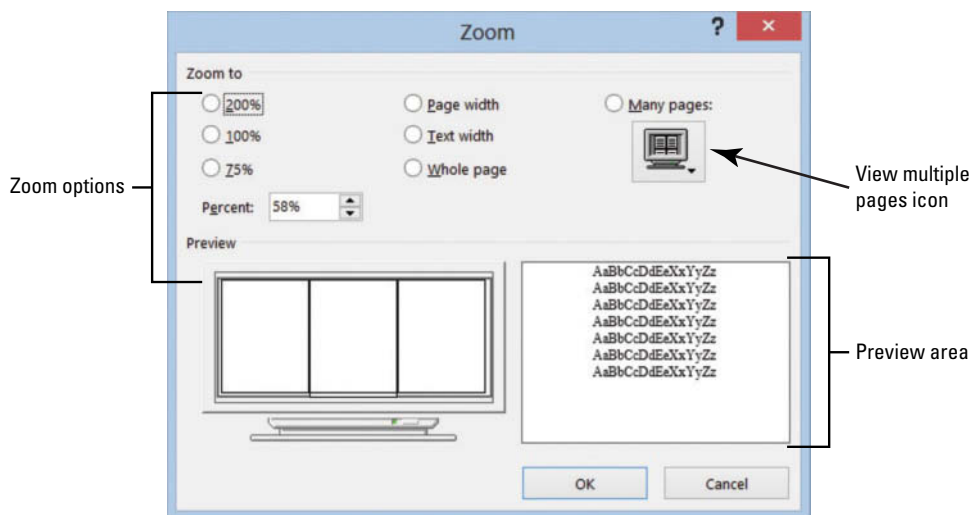 Zoom
?
×
Zoom to
200%
Page width
Many pages:
100%
Text width
75%
Whole page
Percent: 58%
Zoom options
View multiple
pages icon
Preview
AaBbCcDdEeXxYyZz
AaBbCcDdEeXxYyZz
AaBbCcDdEeXxYyZz
AaBbCcDdEeXxYyZz
AaBbCcDdEeXxYyZz
AaBbCcDdEeXxYyZz
AaBbCcDdEeXxYyZz
Preview area
OK
Cancel